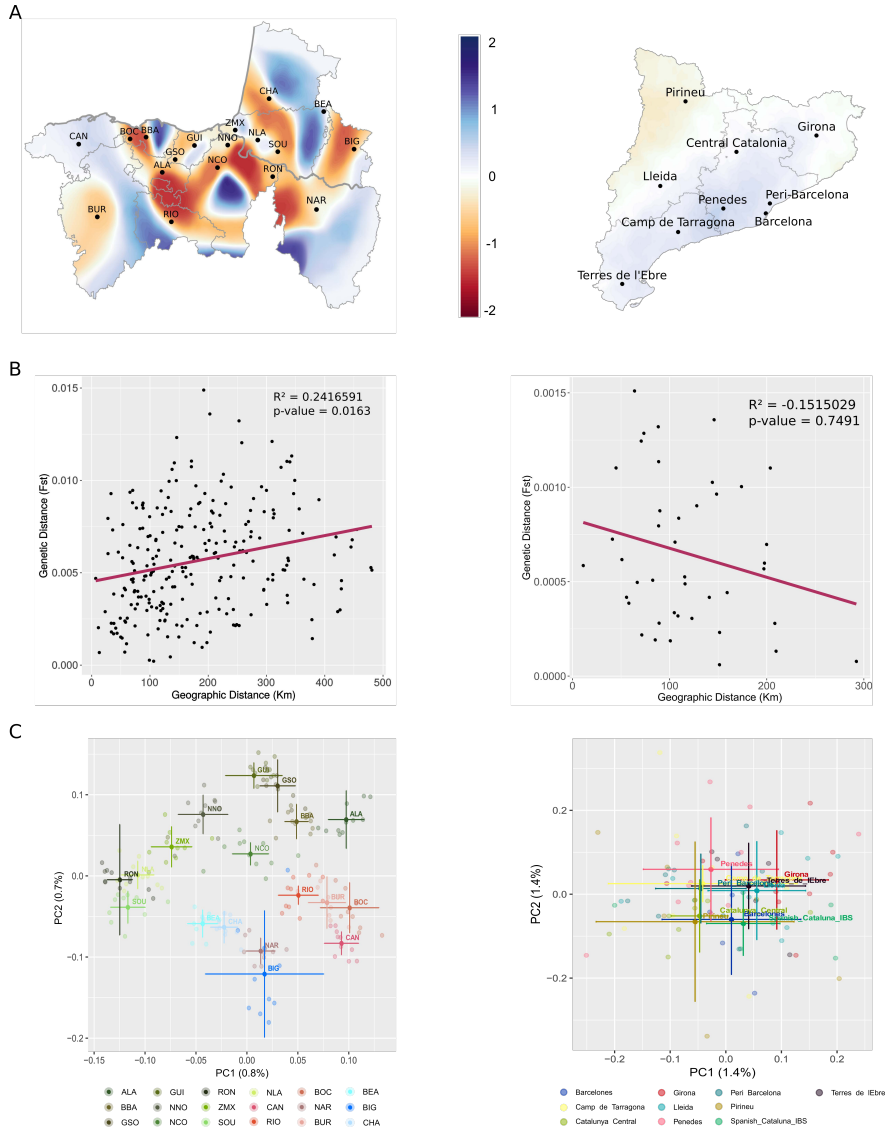 A
CHA
BEA
ZMX
CAN
BOC
BBA
GUI
NNO
NLA
SOU
BIG
GSO
NCO
ALA
RON
NAR
BUR
RIO
2
1
0
-1
-2
Pirineu
Girona
Central Catalonia
Lleida
Penedes
Peri-Barcelona
Barcelona
Camp de Tarragona
Terres de l'Ebre
B
R² = 0.2416591
p-value = 0.0163
Genetic Distance (Fst)
0.015
0.010
0.005
0.000
0
100
200
300
400
500
Geographic Distance (Km)
R² = -0.1515029
p-value = 0.7491
Genetic Distance (Fst)
0.0015
0.0010
0.0005
0.0000
0
100
200
300
Geographic Distance (Km)
C
PC2 (0.7%)
0.1
0.0
−0.1
−0.2
GUI
GSO
NNO
BBA
ALA
ZMX
NCO
RON
RIO
SOU
BUR
BOC
CHA
CAN
NAR
BIG
−0.15
−0.10
−0.05
0.00
0.05
0.10
PC1 (0.8%)
ALA GUI RON NLA BOC BEA
BBA NNO ZMX CAN NAR BIG
GSO NCO SOU RIO BUR CHA
PC2 (1.4%)
0.2
0.0
−0.2
Penedes
Girona
Terres_de_lEbre
Barcelones
Spanish_Cataluna_IBS
−0.2
−0.1
0.0
0.1
0.2
PC1 (1.4%)
Barcelones Girona Peri Barcelona Terres de lEbre
Camp de Tarragona Lleida Pirineu
Catalunya Central Penedes Spanish_Cataluna_IBS